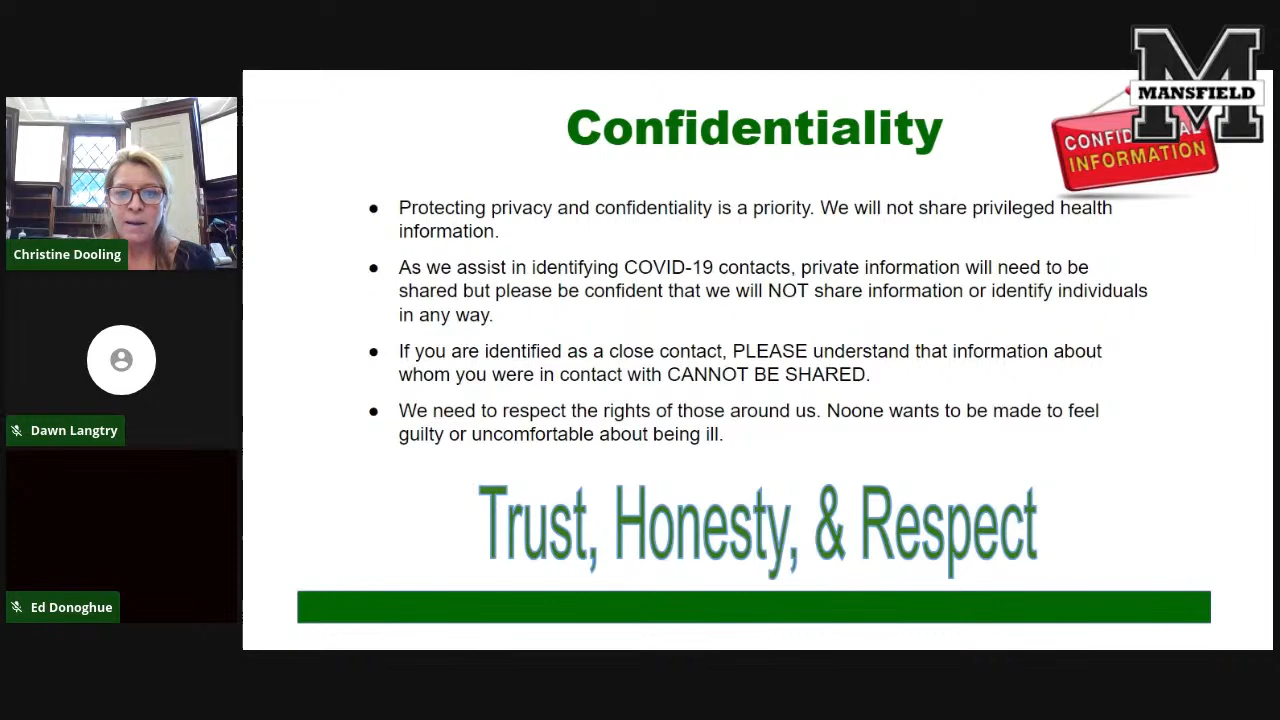 Confidentiality
MANSFIELD
INFORMATION
Protecting privacy and confidentiality is a priority. We will not share privileged health
information.
As we assist in identifying COVID-19 contacts, private information will need to be
shared but please be confident that we will NOT share information or identify individuals
in any way.
If you are identified as a close contact, PLEASE understand that information about
whom you were in contact with CANNOT BE SHARED.
We need to respect the rights of those around us. Noone wants to be made to feel
guilty or uncomfortable about being ill.
Trust, Honesty, & Respect
Christine Dooling
Dawn Langtry
Ed Donoghue